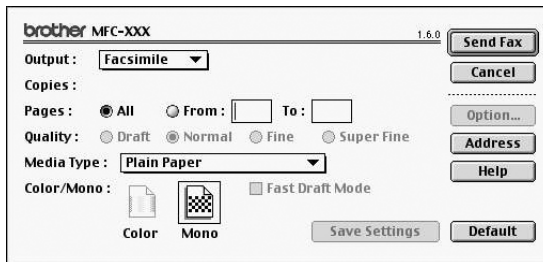 brother MFC-XXX 1.6.0
Send Fax
Output : Facsimile
Cancel
Copies :
Pages : All From : To :
Option...
Quality : Draft Normal Fine Super Fine
Address
Media Type : Plain Paper
Help
Color/Mono : Fast Draft Mode
Color Mono
Save Settings
Default